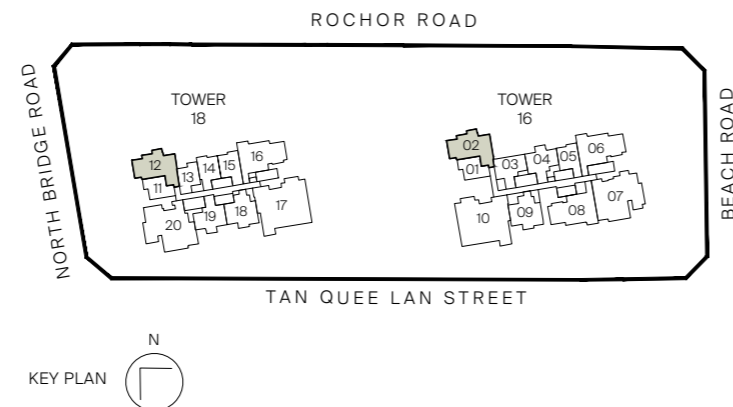 ROCHOR ROAD
NORTH BRIDGE ROAD
BEACH ROAD
TOWER
18
TOWER
16
12
11
13
14
15
16
20
19
18
17
02
01
03
04
05
06
10
09
08
07
TAN QUEE LAN STREET
N
KEY PLAN